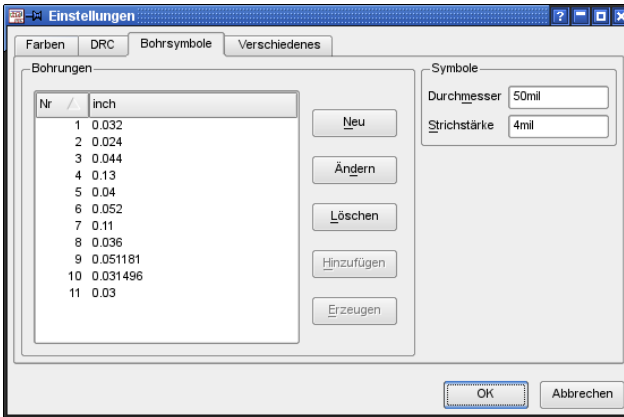 Einstellungen
Farben DRC Bohrsymbole Verschiedenes
Bohrungen
Nr inch
1 0.032
2 0.024
3 0.044
4 0.13
5 0.04
6 0.052
7 0.11
8 0.036
9 0.051181
10 0.031496
11 0.03
Neu
Ändern
Löschen
Hinzufügen
Erzeugen
Symbole
Durchmesser 50mil
Strichstärke 4mil
OK Abbrechen